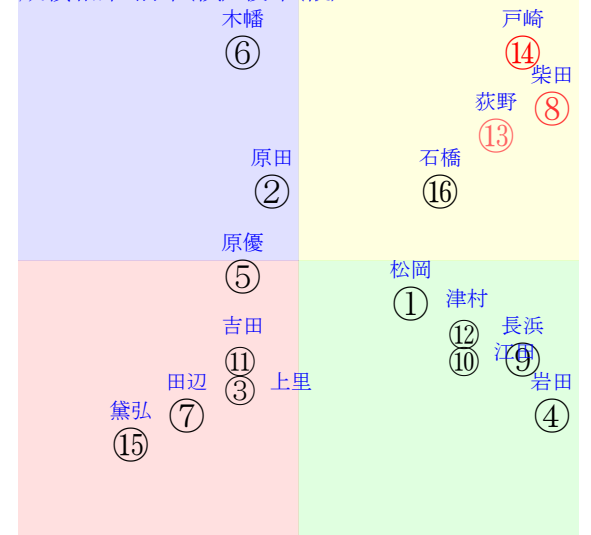 木幡
⑥
戸崎
⑭
柴田
⑧
荻野
⑬
原田
②
石橋
⑯
原優
⑤
松岡
①
津村
⑫
長浜
⑨
吉田
⑪
江田
⑩
田辺
⑦
③
上里
岩田
④
黛弘
⑮